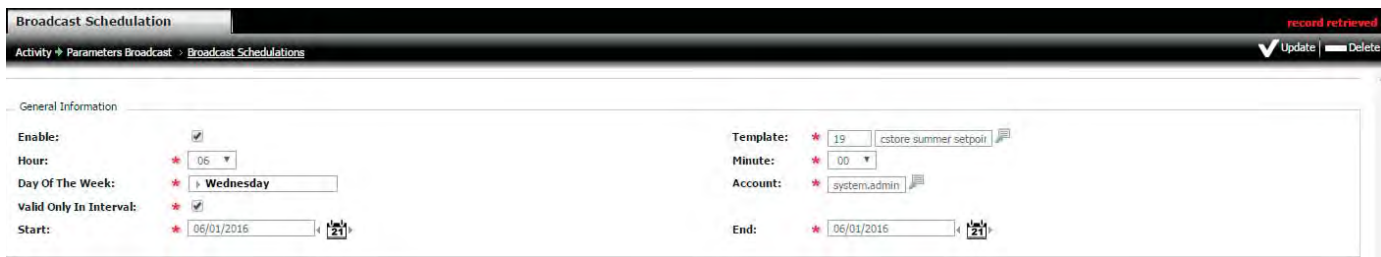 Broadcast Schedulation
record retrieved
Activity Parameters Broadcast > Broadcast Schedulations
Update | Delete
General Information
Enable:
Template: * 19 cstore summer setpoir
Hour: * 06
Minute: * 00
Day Of The Week: * Wednesday
Account: * system.admin
Valid Only In Interval: *
Start: * 06/01/2016 21
End: * 06/01/2016 21